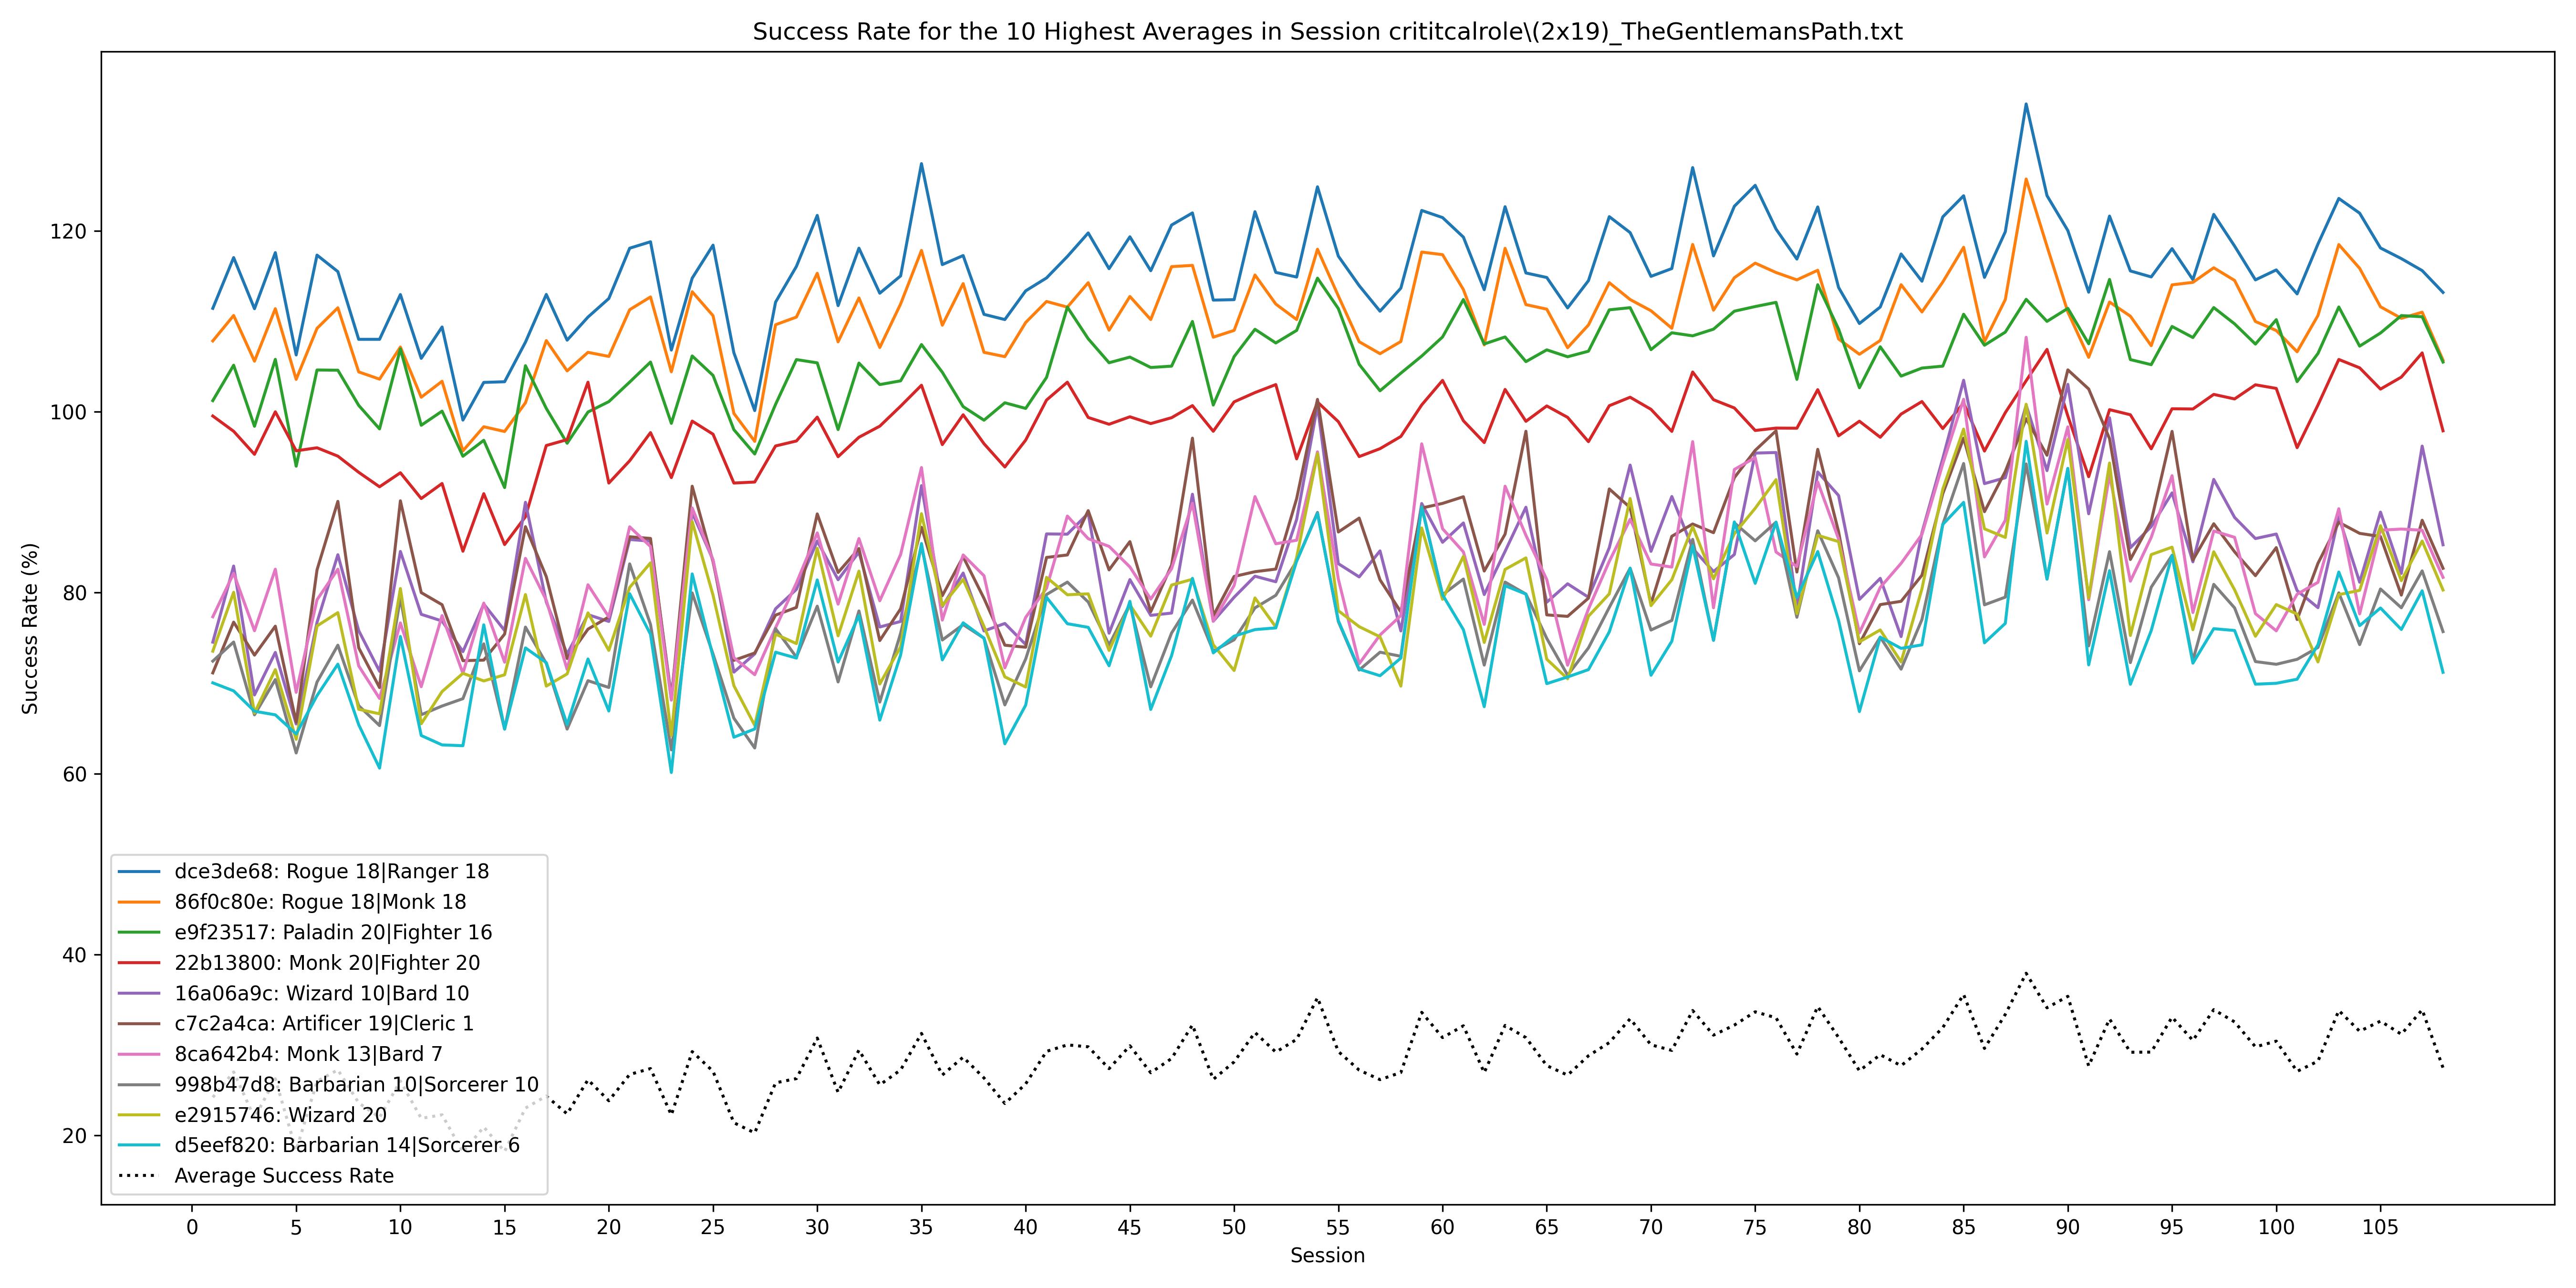 Success Rate for the 10 Highest Averages in Session crititcalrole\(2x19)_TheGentlemansPath.txt
Success Rate (%)
120
100
80
60
40
20
dce3de68: Rogue 18|Ranger 18
86f0c80e: Rogue 18|Monk 18
e9f23517: Paladin 20|Fighter 16
22b13800: Monk 20|Fighter 20
16a06a9c: Wizard 10|Bard 10
c7c2a4ca: Artificer 19|Cleric 1
8ca642b4: Monk 13|Bard 7
998b47d8: Barbarian 10|Sorcerer 10
e2915746: Wizard 20
d5eef820: Barbarian 14|Sorcerer 6
Average Success Rate
0 5 10 15 20 25 30 35 40 45 50 55 60 65 70 75 80 85 90 95 100 105
Session